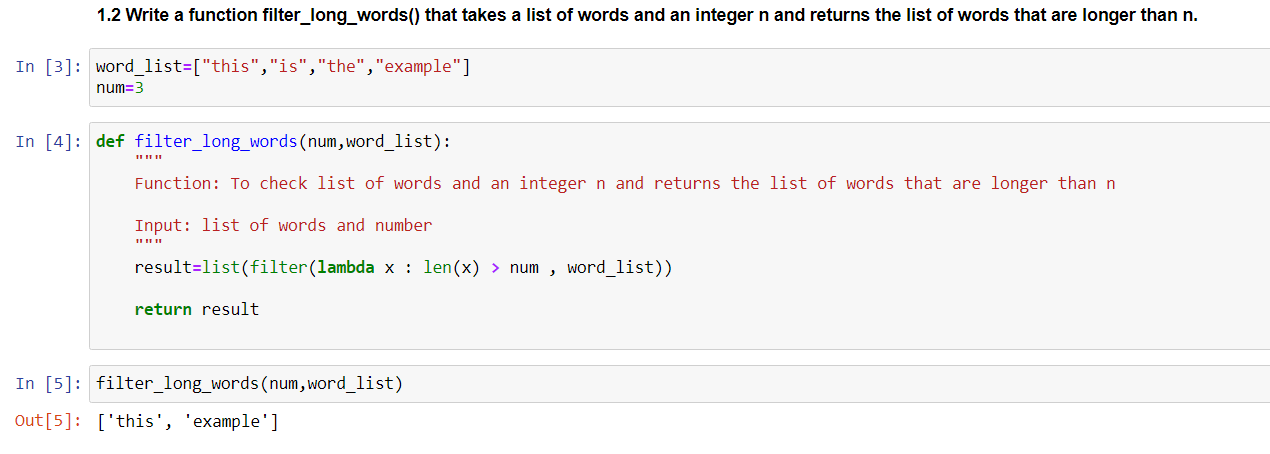 1.2 Write a function filter_long_words() that takes a list of words and an integer n and returns the list of words that are longer than n.
In [3]: word_list=["this","is","the","example"]
num=3
In [4]: def filter_long_words(num,word_list):
"""
Function: To check list of words and an integer n and returns the list of words that are longer than n
Input: list of words and number
"""
result=list(filter(lambda x : len(x) > num , word_list))
return result
In [5]: filter_long_words(num,word_list)
Out[5]: ['this', 'example']